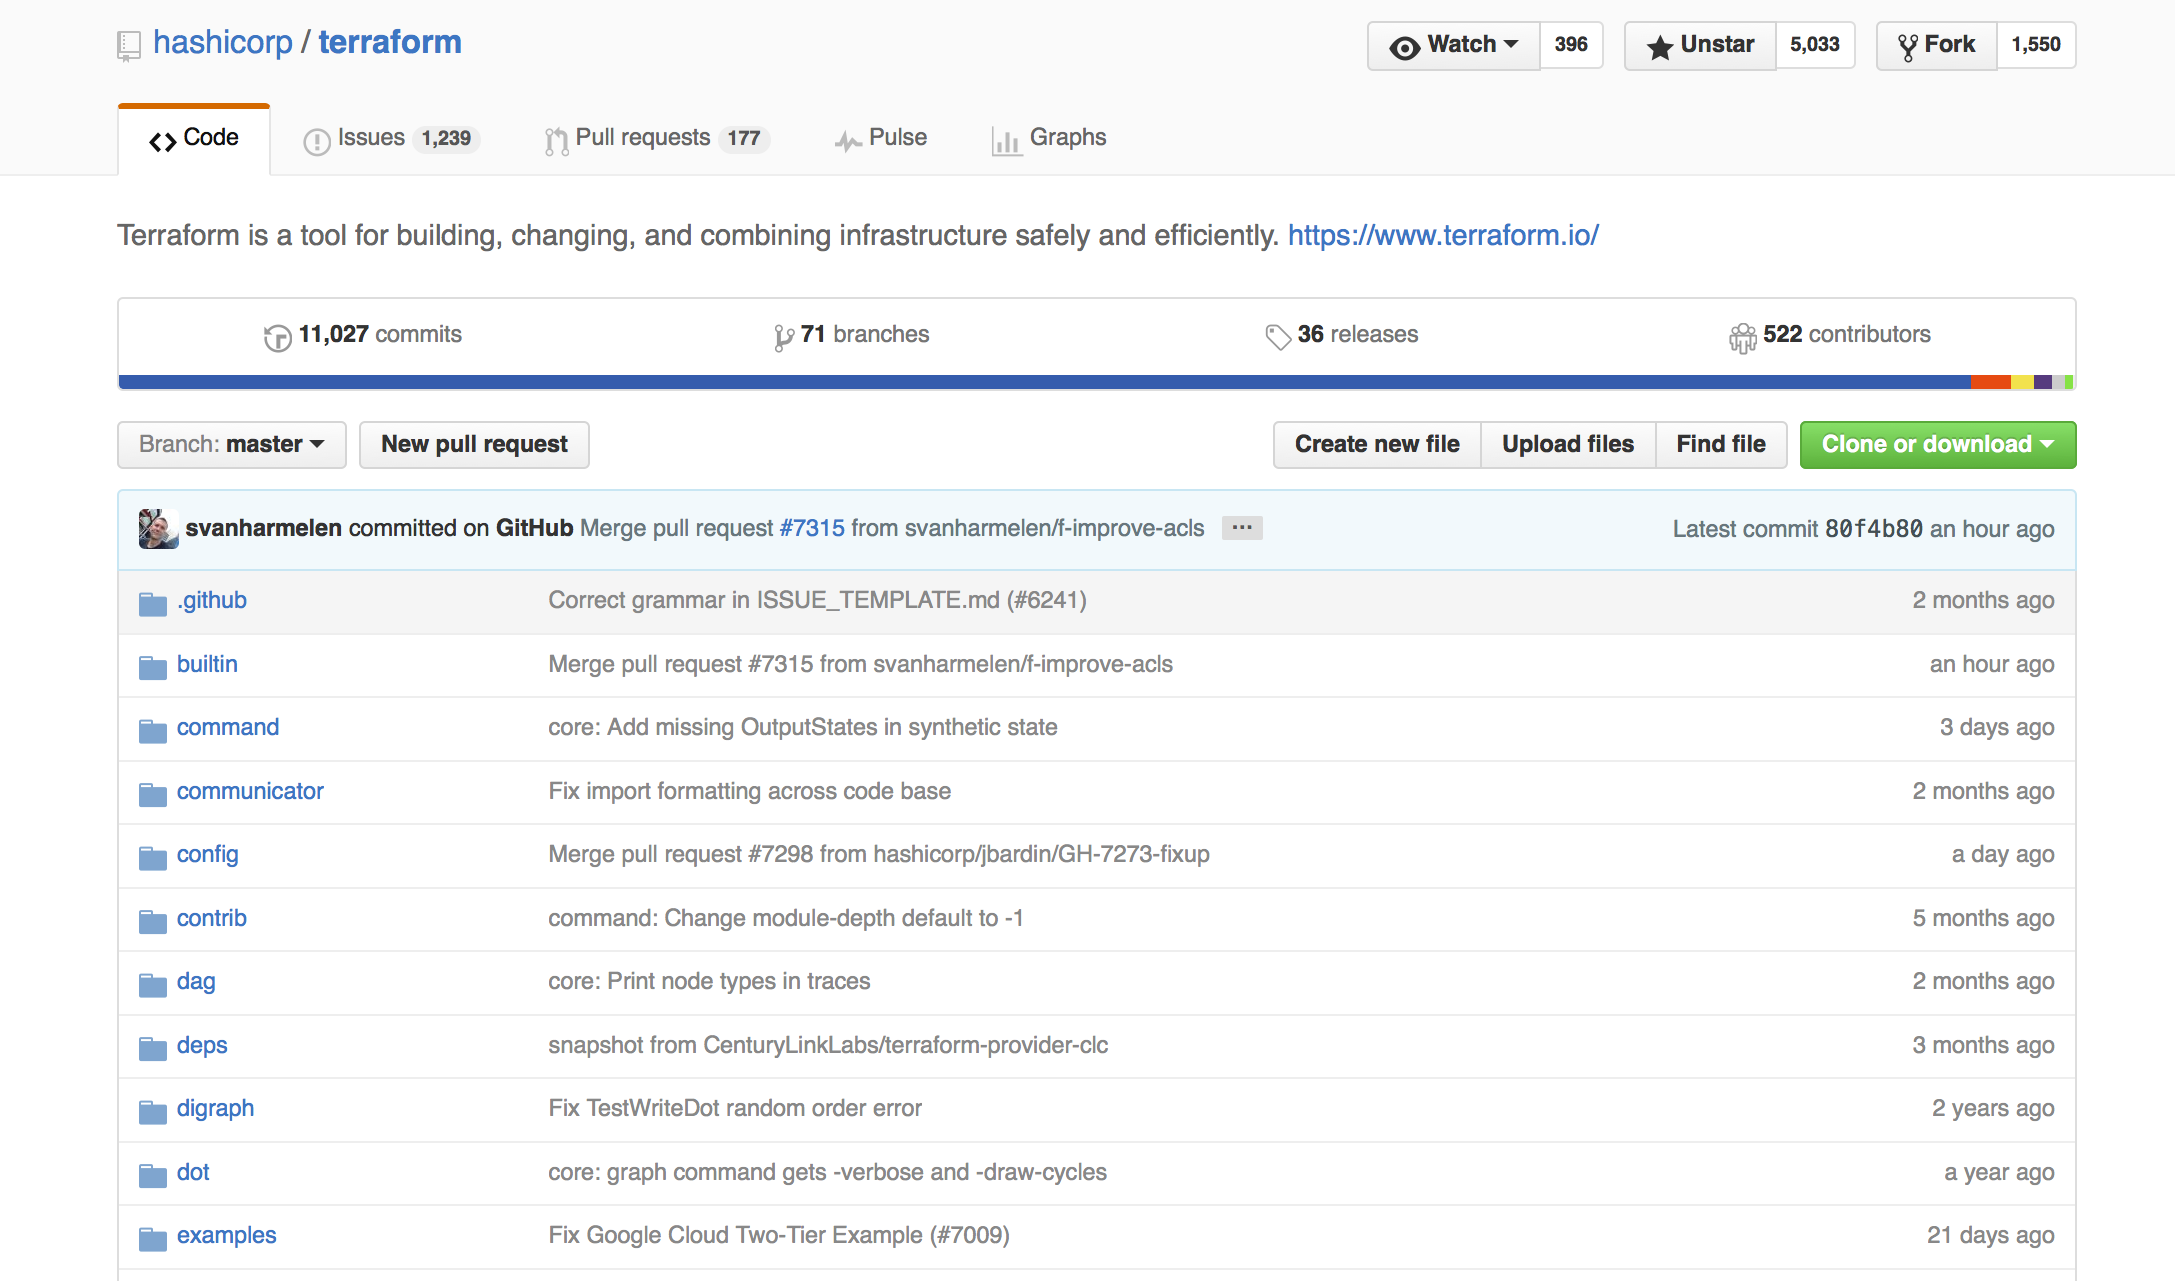 hashicorp / terraform
Watch 396 Unstar 5,033 Fork 1,550
Code Issues 1,239 Pull requests 177 Pulse Graphs
Terraform is a tool for building, changing, and combining infrastructure safely and efficiently. https://www.terraform.io/
11,027 commits 71 branches 36 releases 522 contributors
Branch: master New pull request Create new file Upload files Find file Clone or download
svanharmelen committed on GitHub Merge pull request #7315 from svanharmelen/f-improve-acls ... Latest commit 80f4b80 an hour ago
.github Correct grammar in ISSUE_TEMPLATE.md (#6241) 2 months ago
builtin Merge pull request #7315 from svanharmelen/f-improve-acls an hour ago
command core: Add missing OutputStates in synthetic state 3 days ago
communicator Fix import formatting across code base 2 months ago
config Merge pull request #7298 from hashicorp/jbardin/GH-7273-fixup a day ago
contrib command: Change module-depth default to -1 5 months ago
dag core: Print node types in traces 2 months ago
deps snapshot from CenturyLinkLabs/terraform-provider-clc 3 months ago
digraph Fix TestWriteDot random order error 2 years ago
dot core: graph command gets -verbose and -draw-cycles a year ago
examples Fix Google Cloud Two-Tier Example (#7009) 21 days ago